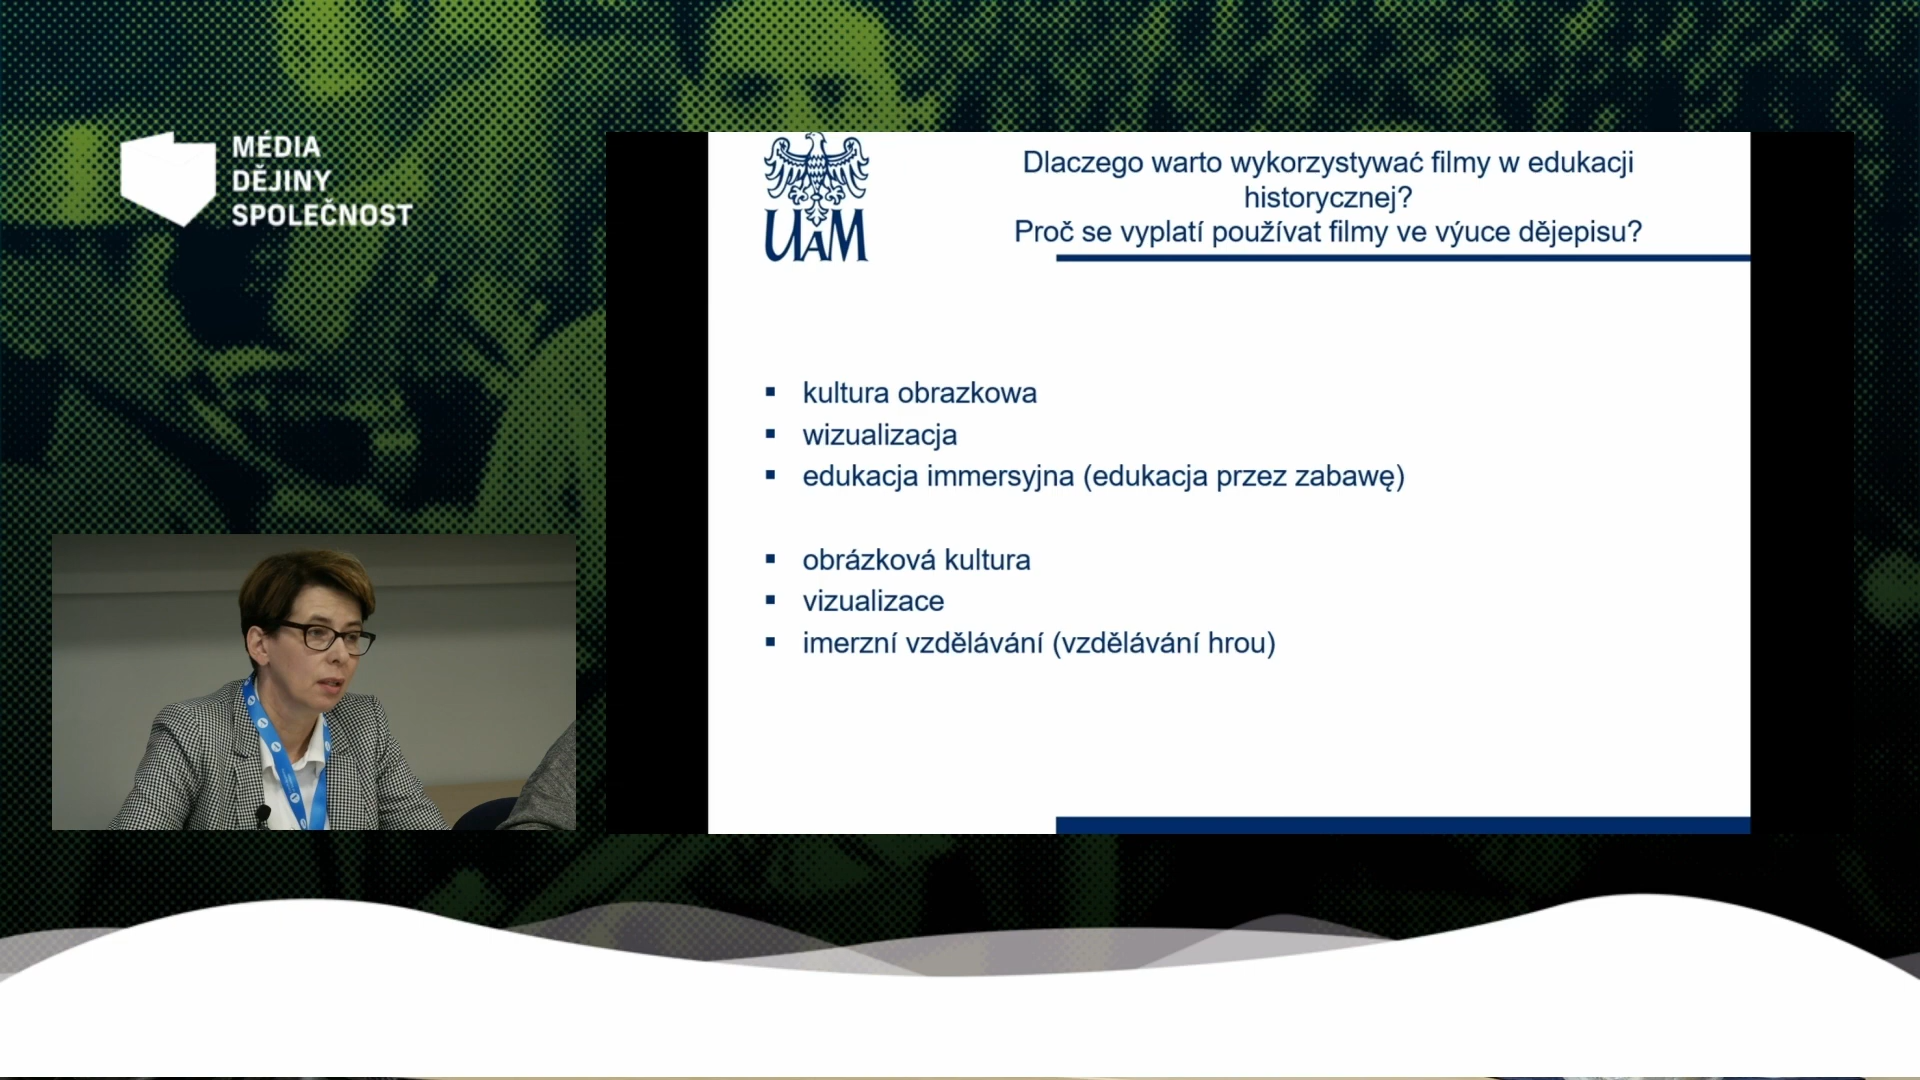 MÉDIA
DĚJINY
SPOLEČNOST
UAM
Dlaczego warto wykorzystywać filmy w edukacji
historycznej?
Proč se vyplatí používat filmy ve výuce dějepisu?
▪ kultura obrazkowa
▪ wizualizacja
▪ edukacja immersyjna (edukacja przez zabawę)
▪ obrázková kultura
▪ vizualizace
▪ imerzní vzdělávání (vzdělávání hrou)